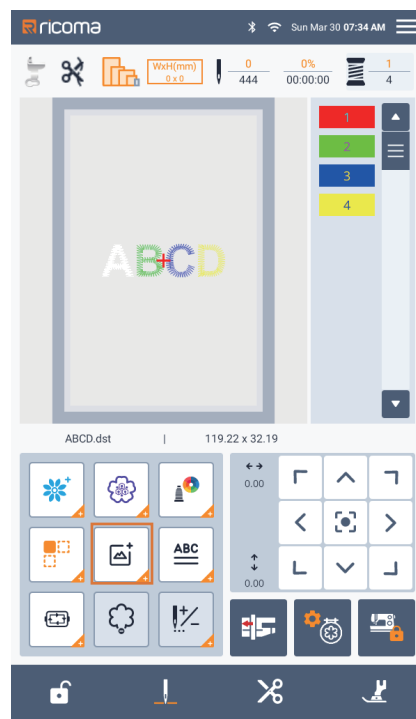 ricoma
Sun Mar 30 07:34 AM
WxH(mm)
0 x 0
0
444
0%
00:00:00
1
4
1
2
3
4
ABCD
ABCD.dst | 119.22 x 32.19
0.00
ABC
0.00